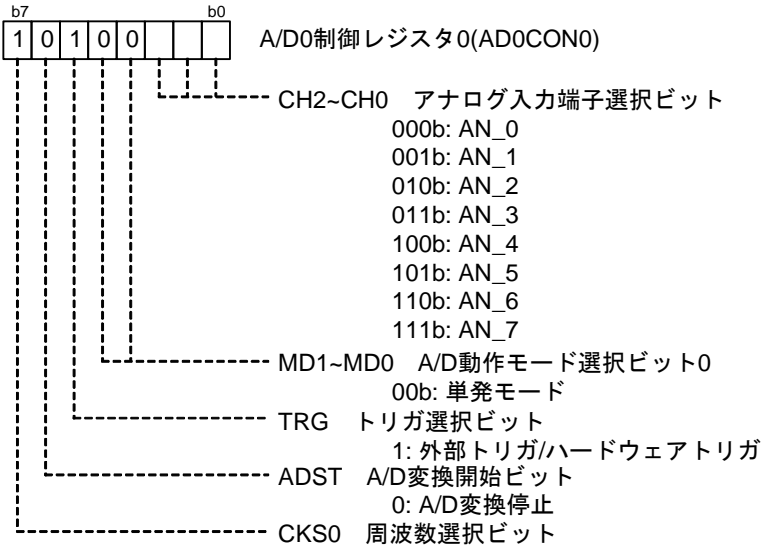 b7 b0
1 0 1 0 0 A/D0制御レジスタ0(AD0CON0)
CH2~CH0 アナログ入力端子選択ビット
000b: AN_0
001b: AN_1
010b: AN_2
011b: AN_3
100b: AN_4
101b: AN_5
110b: AN_6
111b: AN_7
MD1~MD0 A/D動作モード選択ビット0
00b: 単発モード
TRG トリガ選択ビット
1: 外部トリガ/ハードウェアトリガ
ADST A/D変換開始ビット
0: A/D変換停止
CKS0 周波数選択ビット